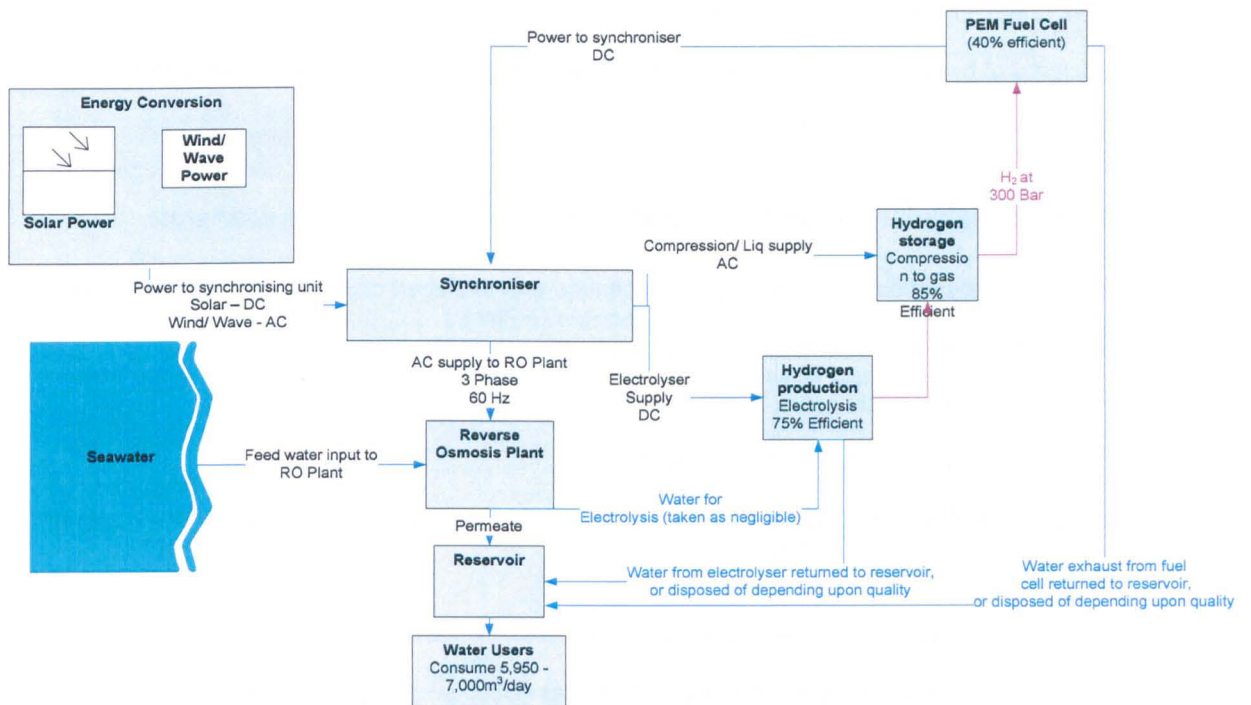 PEM Fuel Cell
(40% efficient)
Power to synchroniser
DC
Energy Conversion
Wind/
Wave
Power
Solar Power
H₂ at
300 Bar
Hydrogen
storage
Compressio
n to gas
85%
Efficient
Compression/ Liq supply
AC
Synchroniser
Power to synchronising unit
Solar – DC
Wind/ Wave - AC
AC supply to RO Plant
3 Phase
60 Hz
Electrolyser
Supply
DC
Hydrogen
production
Electrolysis
75% Efficient
Reverse
Osmosis Plant
Seawater
Feed water input to
RO Plant
Water for
Electrolysis (taken as negligible)
Permeate
Reservoir
Water from electrolyser returned to reservoir,
or disposed of depending upon quality
Water exhaust from fuel
cell returned to reservoir,
or disposed of depending upon quality
Water Users
Consume 5,950 -
7,000m³/day